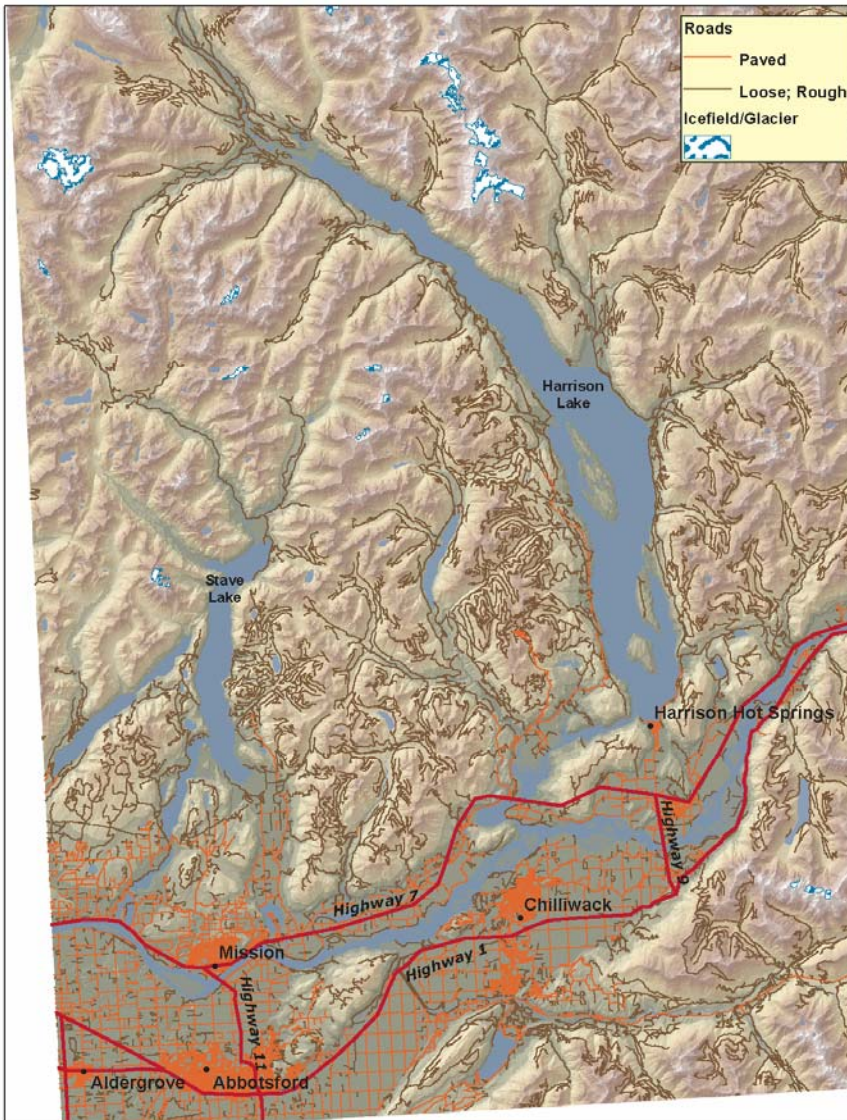 Roads
Paved
Loose; Rough
Icefield/Glacier
Harrison
Lake
Stave
Lake
Harrison Hot Springs
Highway 9
Highway 7
Chilliwack
Mission
Highway 1
Highway 11
Aldergrove
Abbotsford